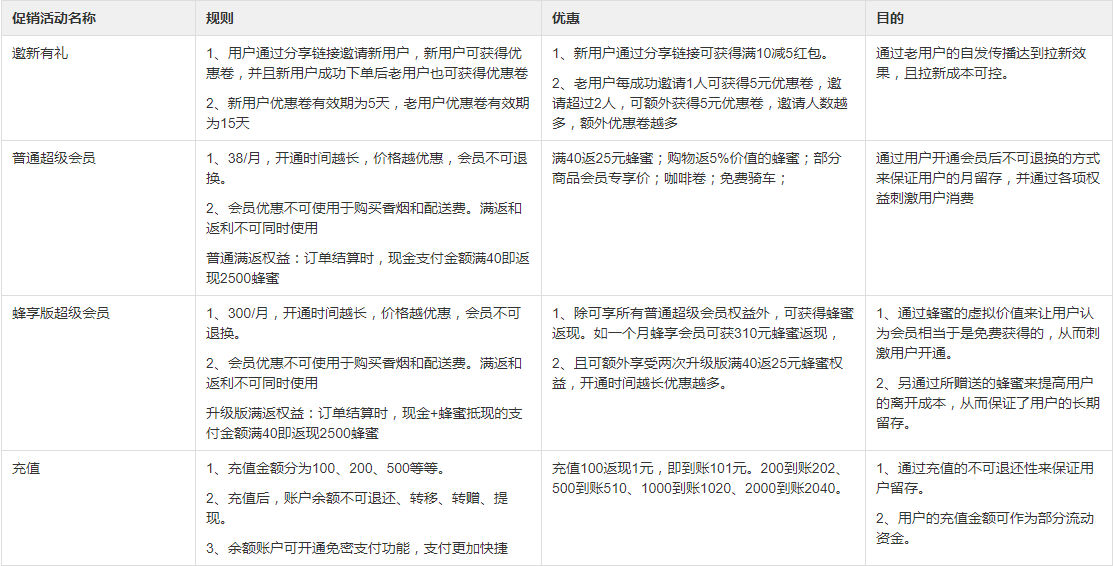 促销活动名称 规则 优惠 目的
邀新有礼
1、用户通过分享链接邀请新用户，新用户可获得优
惠卷，并且新用户成功下单后老用户也可获得优惠卷
2、新用户优惠卷有效期为5天，老用户优惠卷有效期
为15天
1、新用户通过分享链接可获得满10减5红包。
2、老用户每成功邀请1人可获得5元优惠卷，邀
请超过2人，可额外获得5元优惠卷，邀请人数越
多，额外优惠卷越多
通过老用户的自发传播达到拉新效
果，且拉新成本可控。
普通超级会员
1、38/月，开通时间越长，价格越优惠，会员不可退
换。
2、会员优惠不可使用于购买香烟和配送费。满返和
返利不可同时使用
普通满返权益：订单结算时，现金支付金额满40即返
现2500蜂蜜
满40返25元蜂蜜；购物返5%价值的蜂蜜；部分
商品会员专享价；咖啡卷；免费骑车；
通过用户开通会员后不可退换的方式
来保证用户的月留存，并通过各项权
益刺激用户消费
蜂享版超级会员
1、300/月，开通时间越长，价格越优惠，会员不可
退换。
2、会员优惠不可使用于购买香烟和配送费。满返和
返利不可同时使用
升级版满返权益：订单结算时，现金+蜂蜜抵现的支
付金额满40即返现2500蜂蜜
1、除可享所有普通超级会员权益外，可获得蜂蜜
返现。如一个月蜂享会员可获310元蜂蜜返现，
2、且可额外享受两次升级版满40返25元蜂蜜权
益，开通时间越长优惠越多。
1、通过蜂蜜的虚拟价值来让用户认
为会员相当于是免费获得的，从而刺
激用户开通。
2、另通过所赠送的蜂蜜来提高用户
的离开成本，从而保证了用户的长期
留存。
充值
1、充值金额分为100、200、500等等。
2、充值后，账户余额不可退还、转移、转赠、提
现。
3、余额账户可开通免密支付功能，支付更加快捷
充值100返现1元，即到账101元。200到账202、
500到账510、1000到账1020、2000到账2040。
1、通过充值的不可退还性来保证用
户留存。
2、用户的充值金额可作为部分流动
资金。